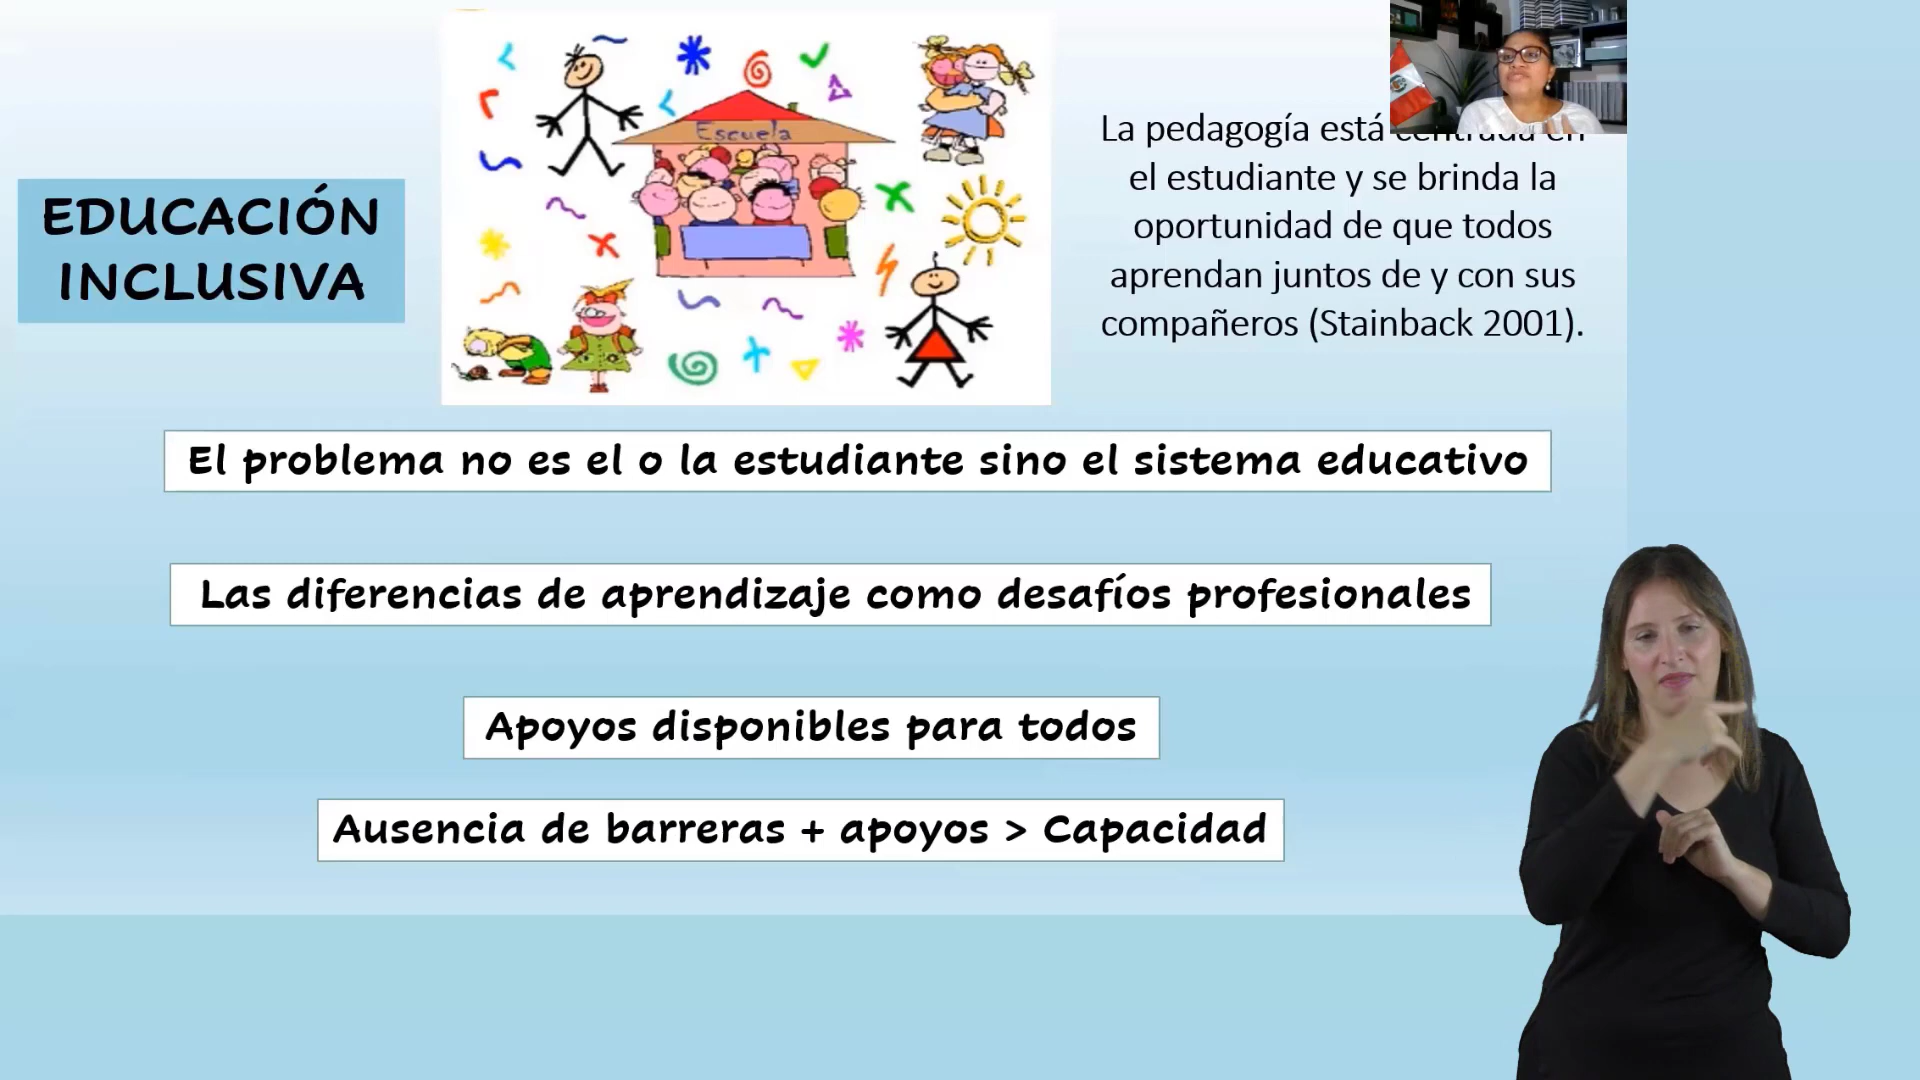 EDUCACIÓN
INCLUSIVA
Escuela
La pedagogía está
el estudiante y se brinda la
oportunidad de que todos
aprendan juntos de y con sus
compañeros (Stainback 2001).
El problema no es el o la estudiante sino el sistema educativo
Las diferencias de aprendizaje como desafíos profesionales
Apoyos disponibles para todos
Ausencia de barreras + apoyos > Capacidad